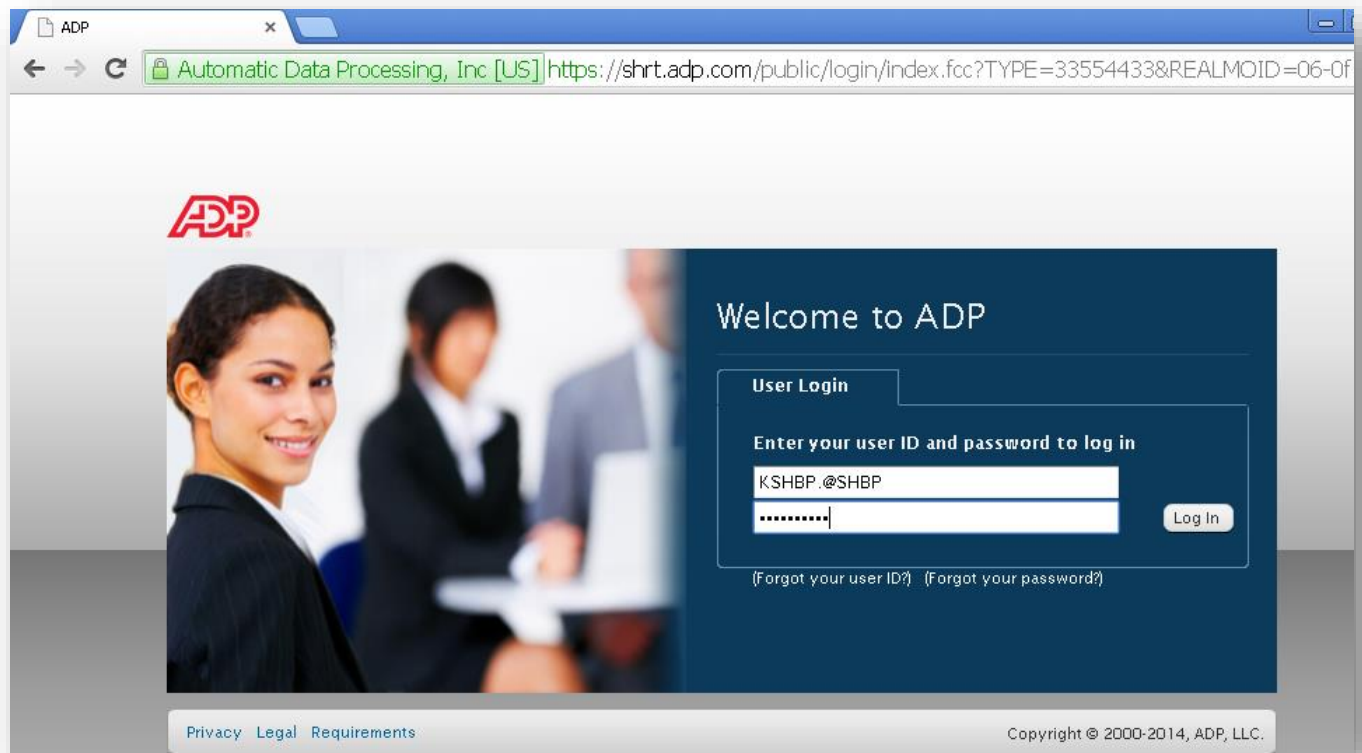 ADP
Automatic Data Processing, Inc [US] https://shrt.adp.com/public/login/index.fcc?TYPE=33554433&REALMOID=06-0f
ADP
Welcome to ADP
User Login
Enter your user ID and password to log in
KSHBP.@SHBP
••••••••••
Log In
(Forgot your user ID?) (Forgot your password?)
Privacy Legal Requirements
Copyright © 2000-2014, ADP, LLC.